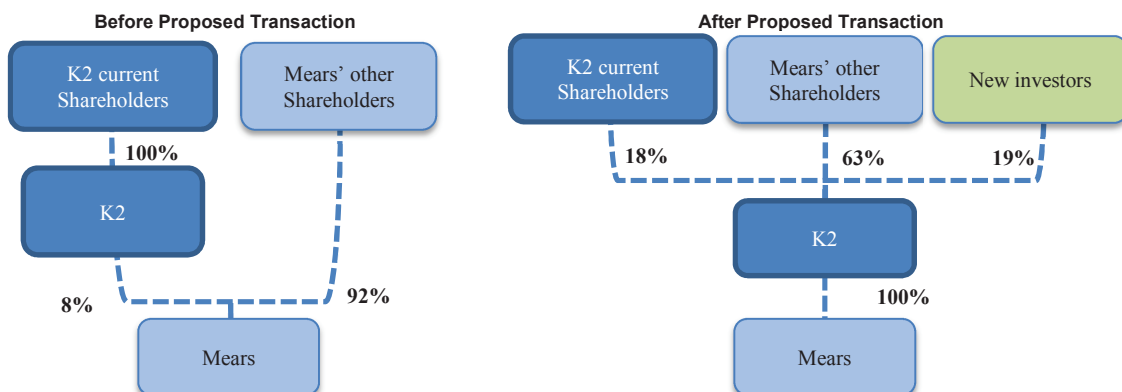 Before Proposed Transaction
K2 current
Shareholders
Mears’ other
Shareholders
100%
K2
8%
92%
Mears
After Proposed Transaction
K2 current
Shareholders
Mears’ other
Shareholders
New investors
18%
63%
19%
K2
100%
Mears